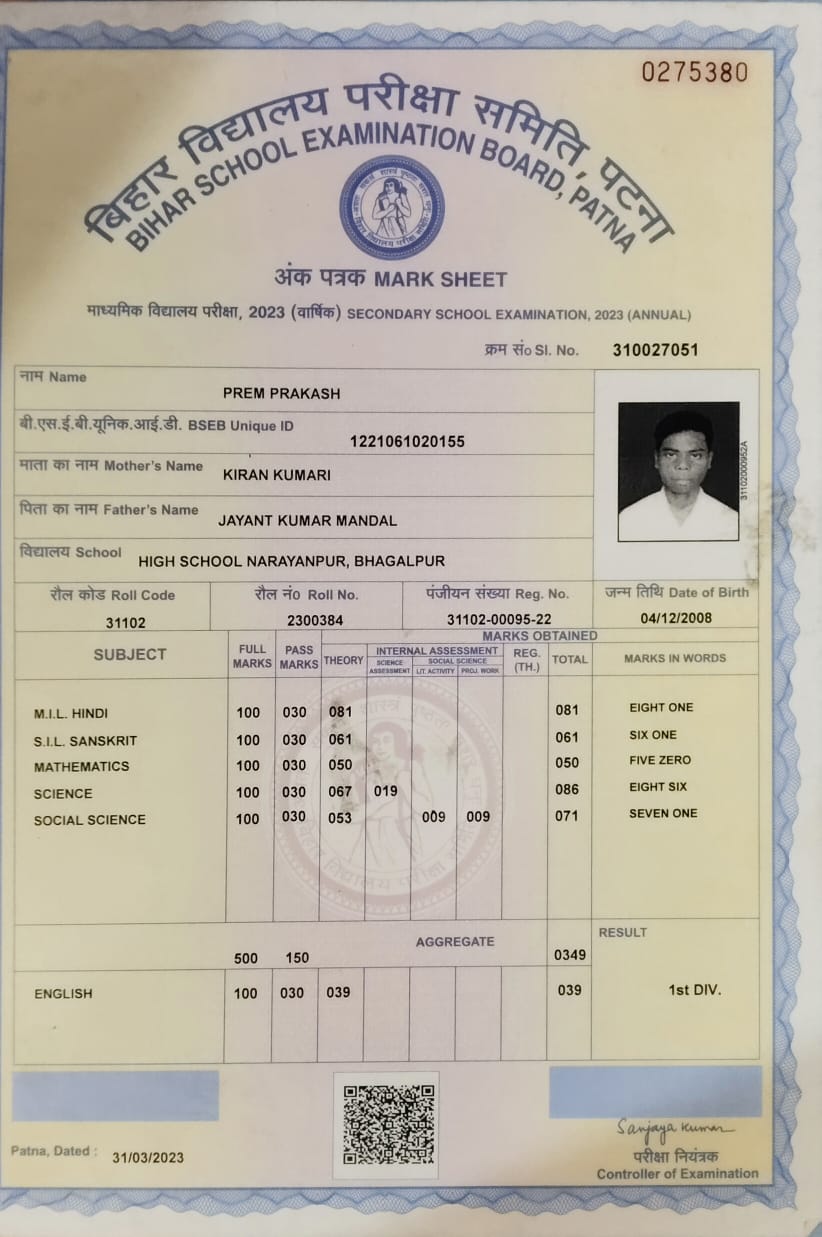 0275380
बिहार विद्यालय परीक्षा समिति, पटना
BIHAR SCHOOL EXAMINATION BOARD, PATNA
अंक पत्रक MARK SHEET
माध्यमिक विद्यालय परीक्षा, 2023 (वार्षिक) SECONDARY SCHOOL EXAMINATION, 2023 (ANNUAL)
क्रम सं० Sl. No. 310027051
नाम Name PREM PRAKASH
बी.एस.ई.बी.यूनिक.आई.डी. BSEB Unique ID 1221061020155
माता का नाम Mother's Name KIRAN KUMARI
पिता का नाम Father's Name JAYANT KUMAR MANDAL
विद्यालय School HIGH SCHOOL NARAYANPUR, BHAGALPUR
31102000952A
रौल कोड Roll Code रौल नं० Roll No. पंजीयन संख्या Reg. No. जन्म तिथि Date of Birth
31102 2300384 31102-00095-22 04/12/2008
MARKS OBTAINED
SUBJECT FULL MARKS PASS MARKS THEORY INTERNAL ASSESSMENT REG. (TH.) TOTAL MARKS IN WORDS
SCIENCE ASSESSMENT SOCIAL SCIENCE
LIT. ACTIVITY PROJ. WORK
M.I.L. HINDI 100 030 081 081 EIGHT ONE
S.I.L. SANSKRIT 100 030 061 061 SIX ONE
MATHEMATICS 100 030 050 050 FIVE ZERO
SCIENCE 100 030 067 019 086 EIGHT SIX
SOCIAL SCIENCE 100 030 053 009 009 071 SEVEN ONE
AGGREGATE RESULT
500 150 0349
ENGLISH 100 030 039 039 1st DIV.
Sanjaya Kumar
Patna, Dated : 31/03/2023
परीक्षा नियंत्रक
Controller of Examination